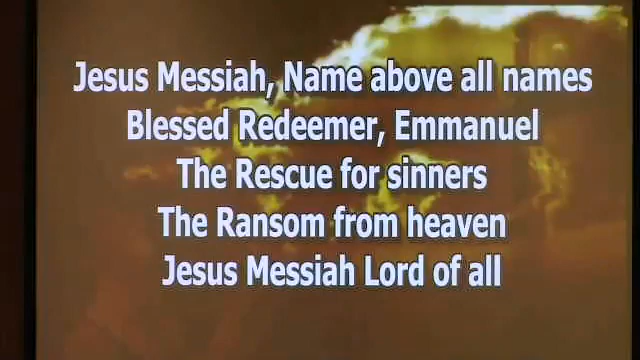 Jesus Messiah, Name above all names
Blessed Redeemer, Emmanuel
The Rescue for sinners
The Ransom from heaven
Jesus Messiah Lord of all